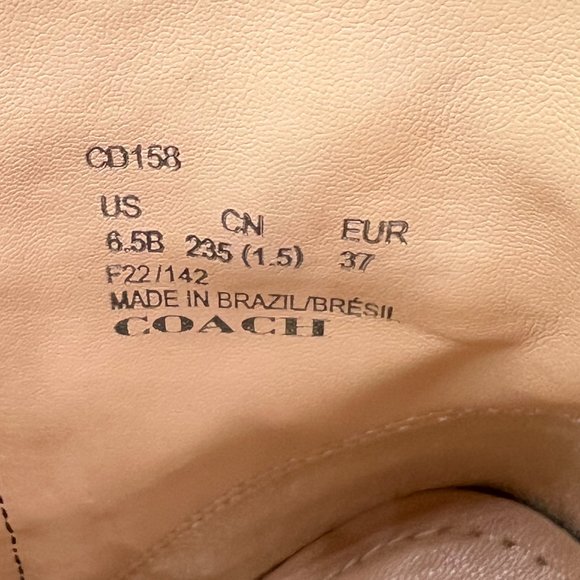 CD158
US CN EUR
6.5B 235 (1.5) 37
F22/142
MADE IN BRAZIL/BRÉSIL
COACH